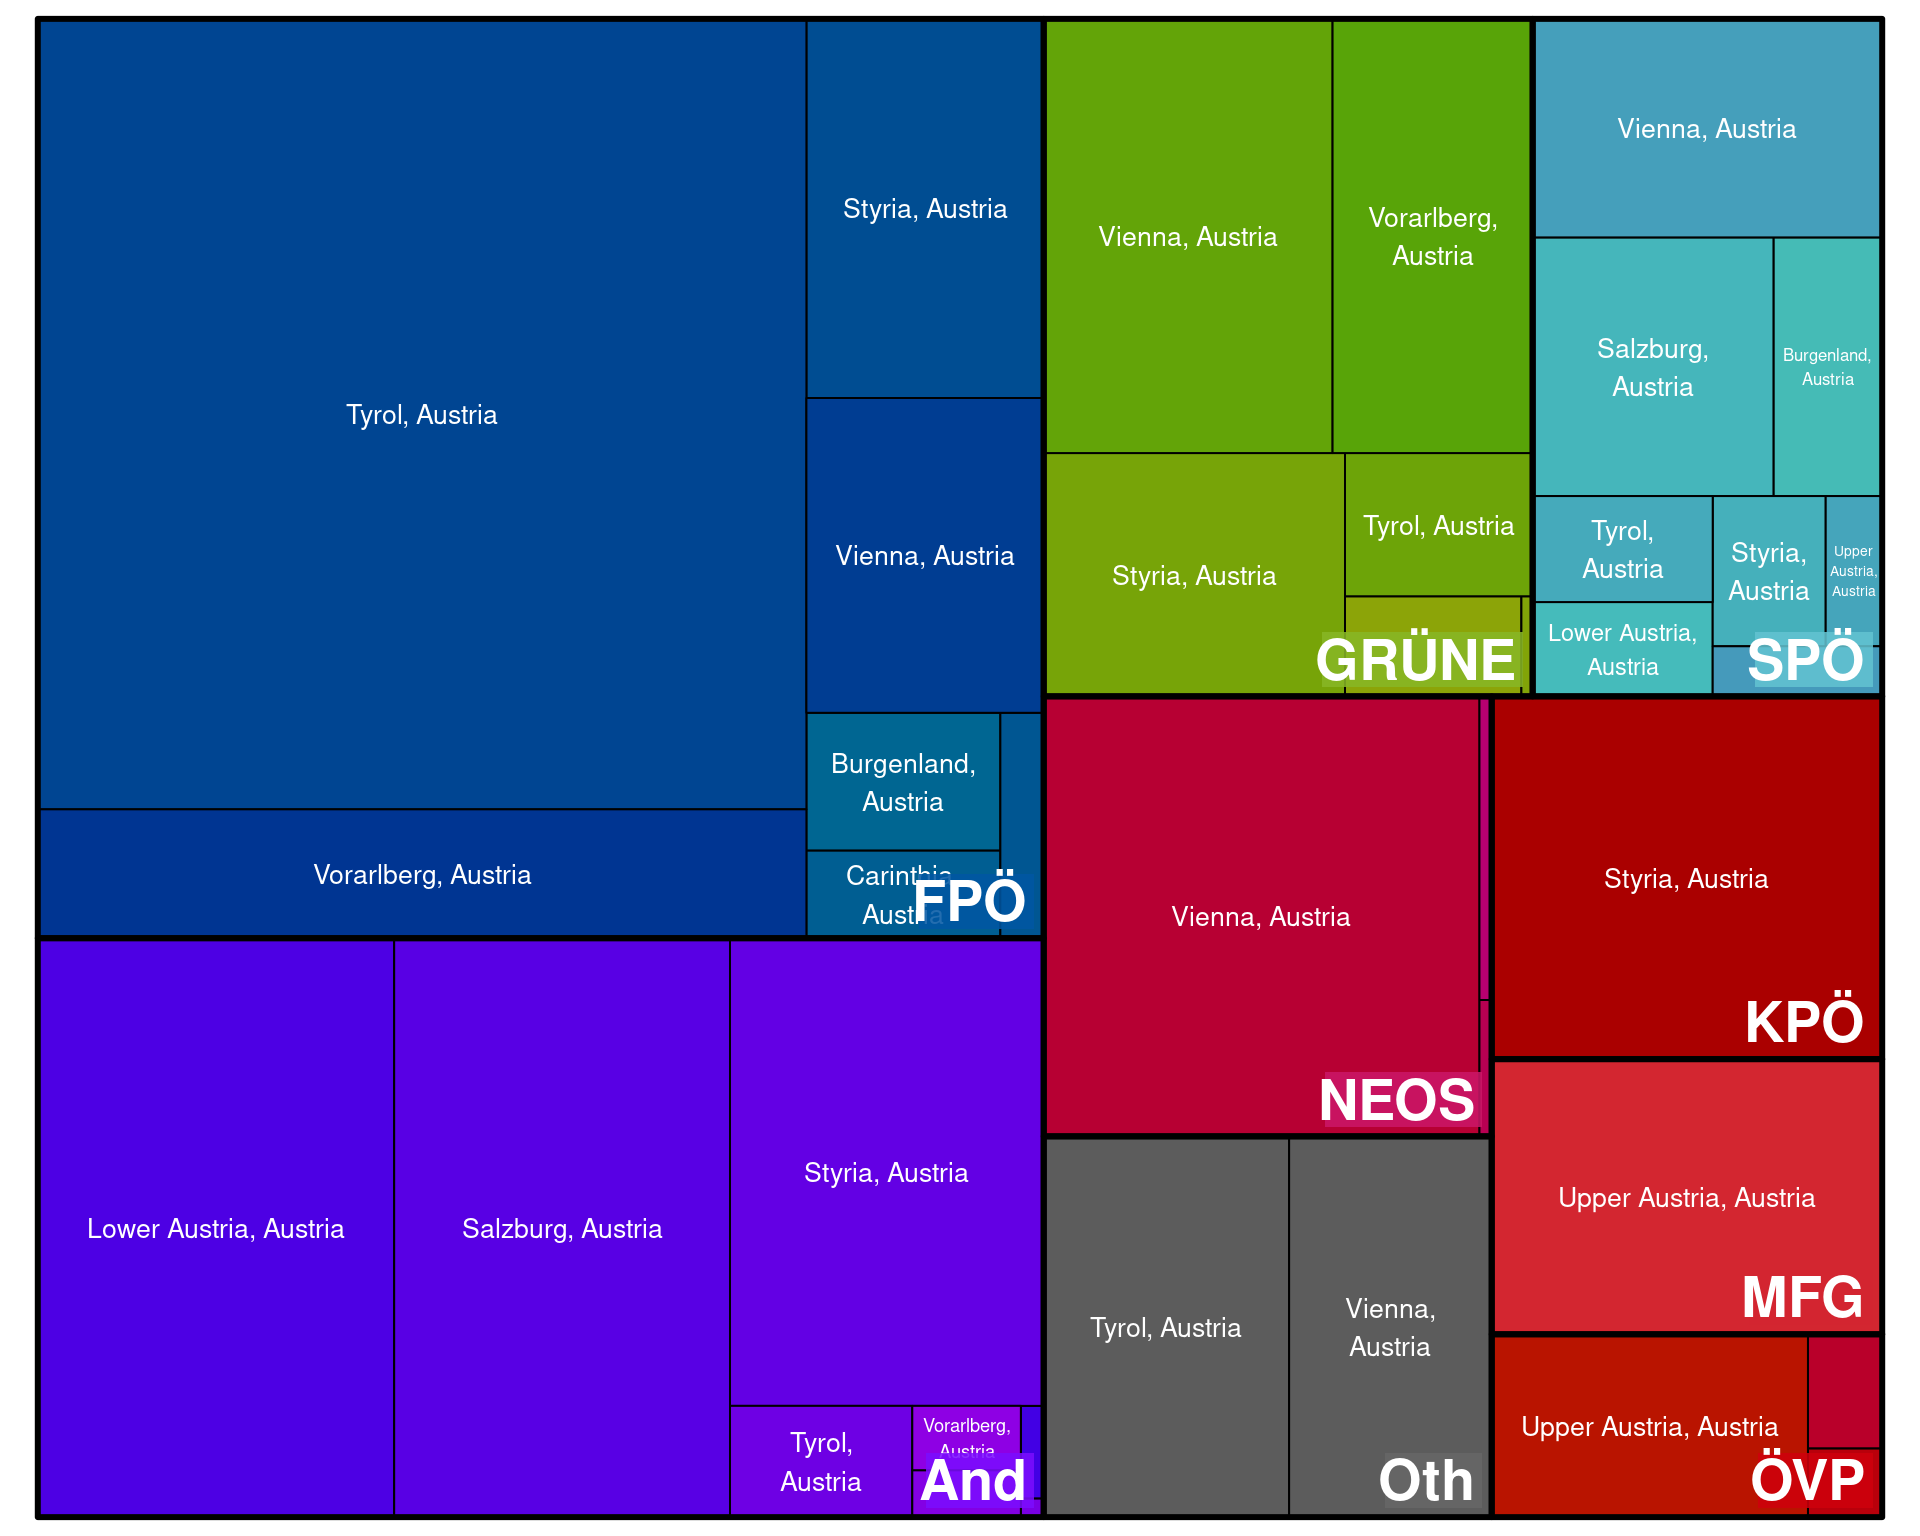 Tyrol, Austria
Styria, Austria
Vienna, Austria
Burgenland,
Austria
Carinthia,
Austria
Vorarlberg, Austria
FPÖ
Vienna, Austria
Vorarlberg,
Austria
Styria, Austria
Tyrol, Austria
GRÜNE
Vienna, Austria
Salzburg,
Austria
Burgenland,
Austria
Tyrol,
Austria
Styria,
Austria
Upper
Austria,
Austria
Lower Austria,
Austria
SPÖ
Lower Austria, Austria
Salzburg, Austria
Styria, Austria
Tyrol,
Austria
Vorarlberg,
Austria
And
Vienna, Austria
NEOS
Styria, Austria
KPÖ
Upper Austria, Austria
MFG
Tyrol, Austria
Vienna,
Austria
Oth
Upper Austria, Austria
ÖVP